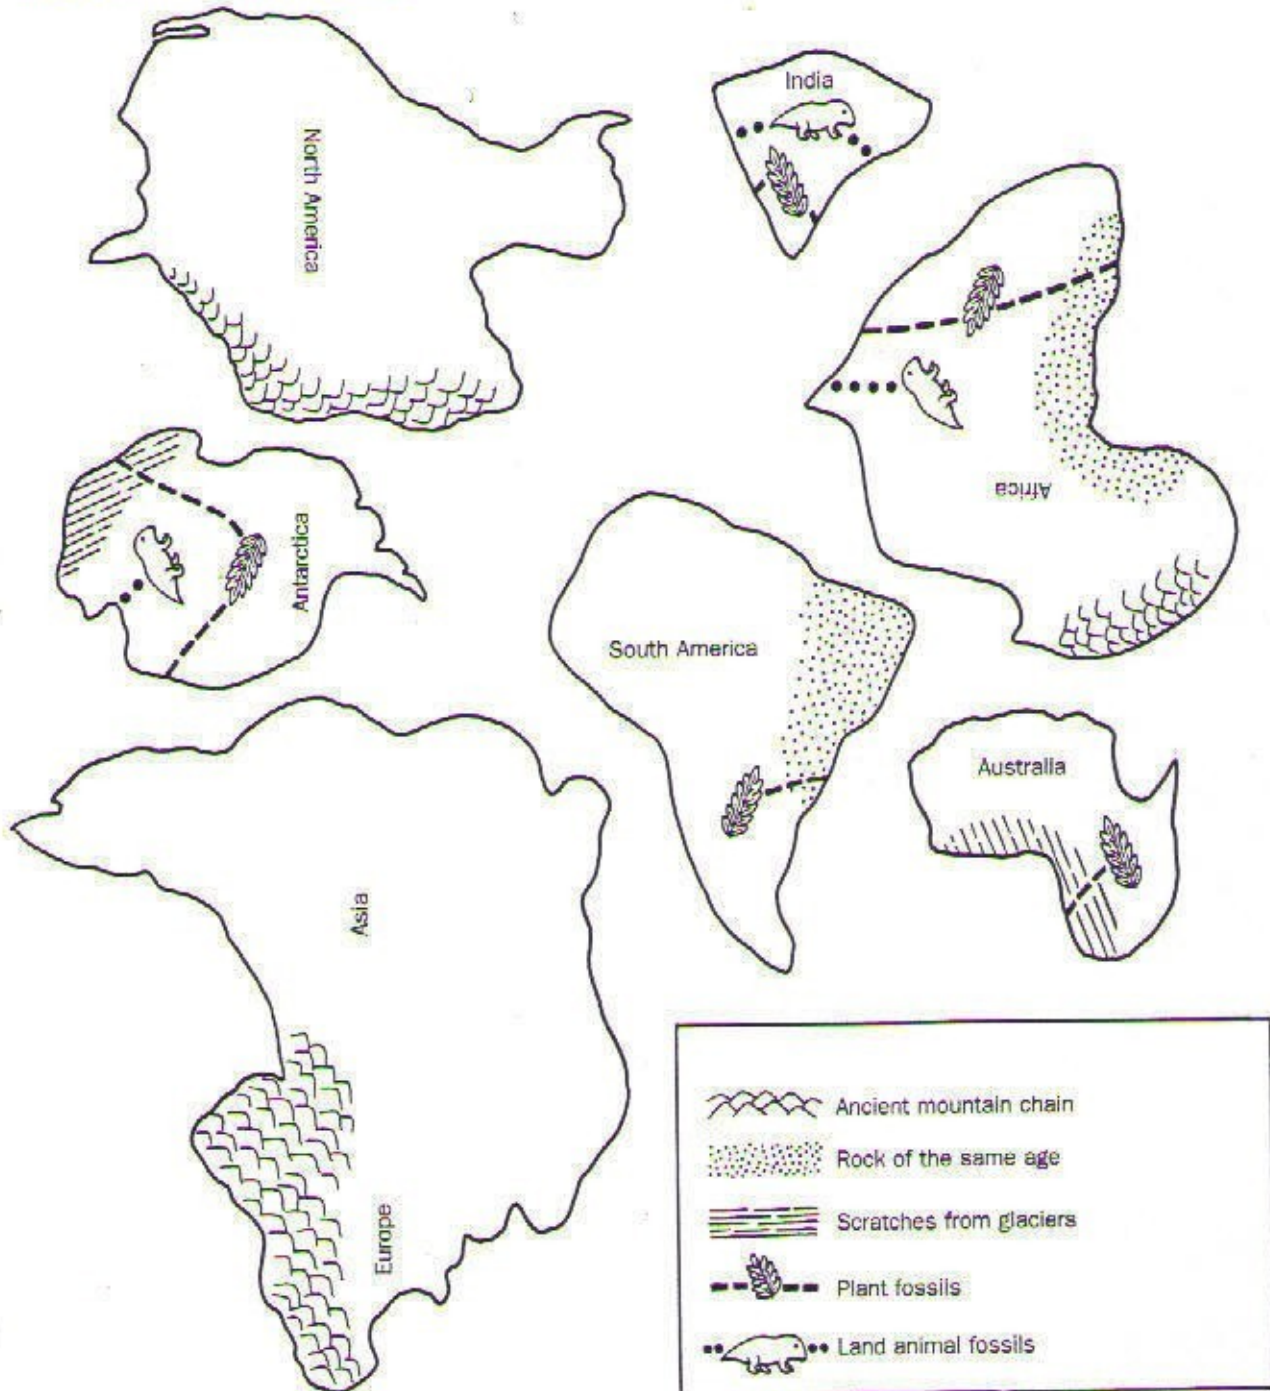 India
North America
Africa
Antarctica
South America
Australia
Asia
Europe
Ancient mountain chain
Rock of the same age
Scratches from glaciers
Plant fossils
Land animal fossils